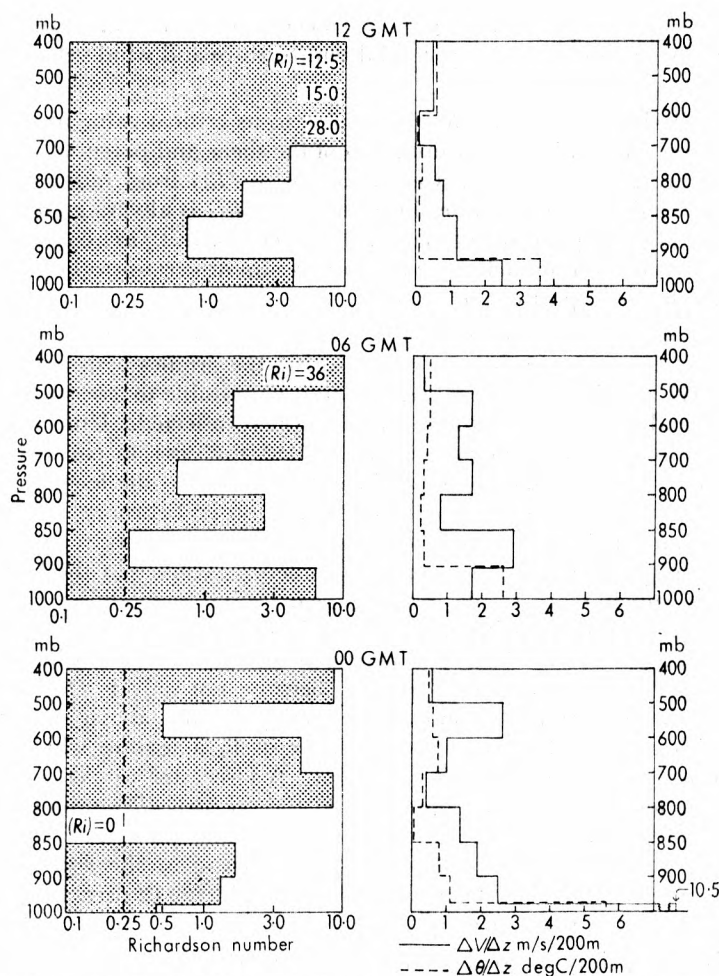 12 GMT
mb
mb
400
(Ri)=12·5
400
500
15·0
500
600
28·0
600
700
700
800
800
850
850
900
900
1000
1000
0·1 0·25 1·0 3·0 10·0
0 1 2 3 4 5 6
06 GMT
mb
mb
400
(Ri)=36
400
500
500
600
600
700
700
800
800
850
850
900
900
1000
1000
Pressure
0·1 0·25 1·0 10·0
0 1 2 3 4 5 6
00 GMT
mb
mb
400
400
500
500
600
600
700
700
800
800
(Ri)=0
850
850
900
900
10·5
1000
1000
0·1 0·25 0·5 1·0 3·0 10·0
0 1 2 3 4 5 6
Richardson number
ΔV/Δz m/s/200m
Δθ/Δz degC/200m